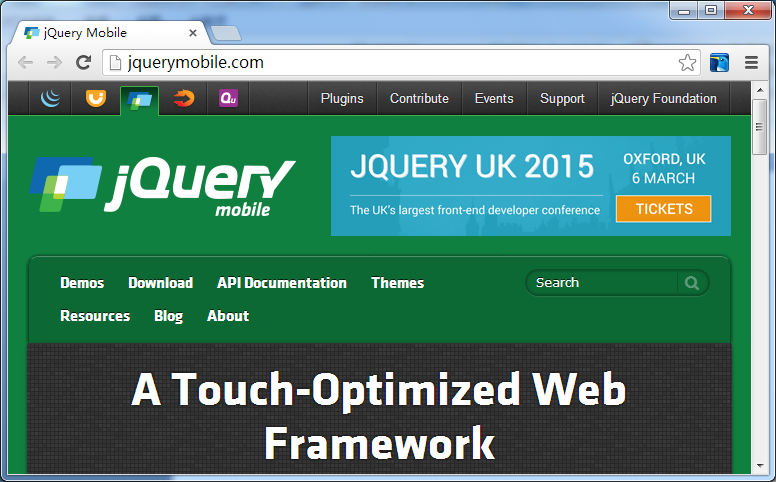 jQuery Mobile
jquerymobile.com
Qu
Plugins
Contribute
Events
Support
jQuery Foundation
jQuery
mobile
JQUERY UK 2015
The UK's largest front-end developer conference
OXFORD, UK
6 MARCH
TICKETS
Demos
Download
API Documentation
Themes
Search
Resources
Blog
About
A Touch-Optimized Web
Framework